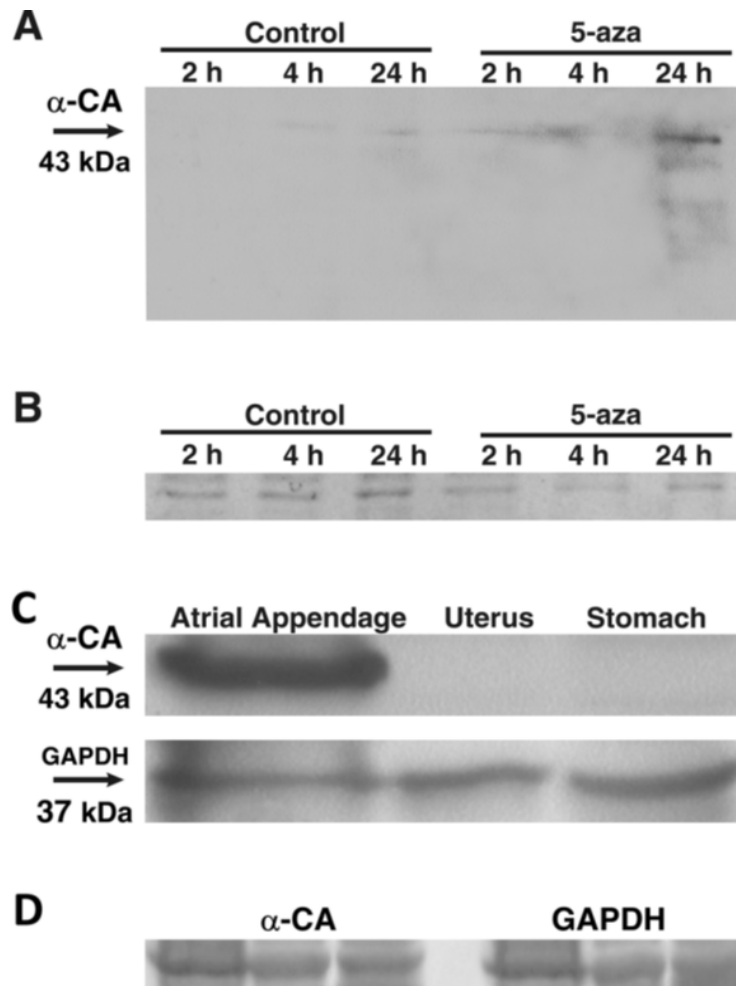 A
Control 5-aza
2 h 4 h 24 h 2 h 4 h 24 h
α-CA
43 kDa
B
Control 5-aza
2 h 4 h 24 h 2 h 4 h 24 h
C
Atrial Appendage Uterus Stomach
α-CA
43 kDa
GAPDH
37 kDa
D
α-CA GAPDH